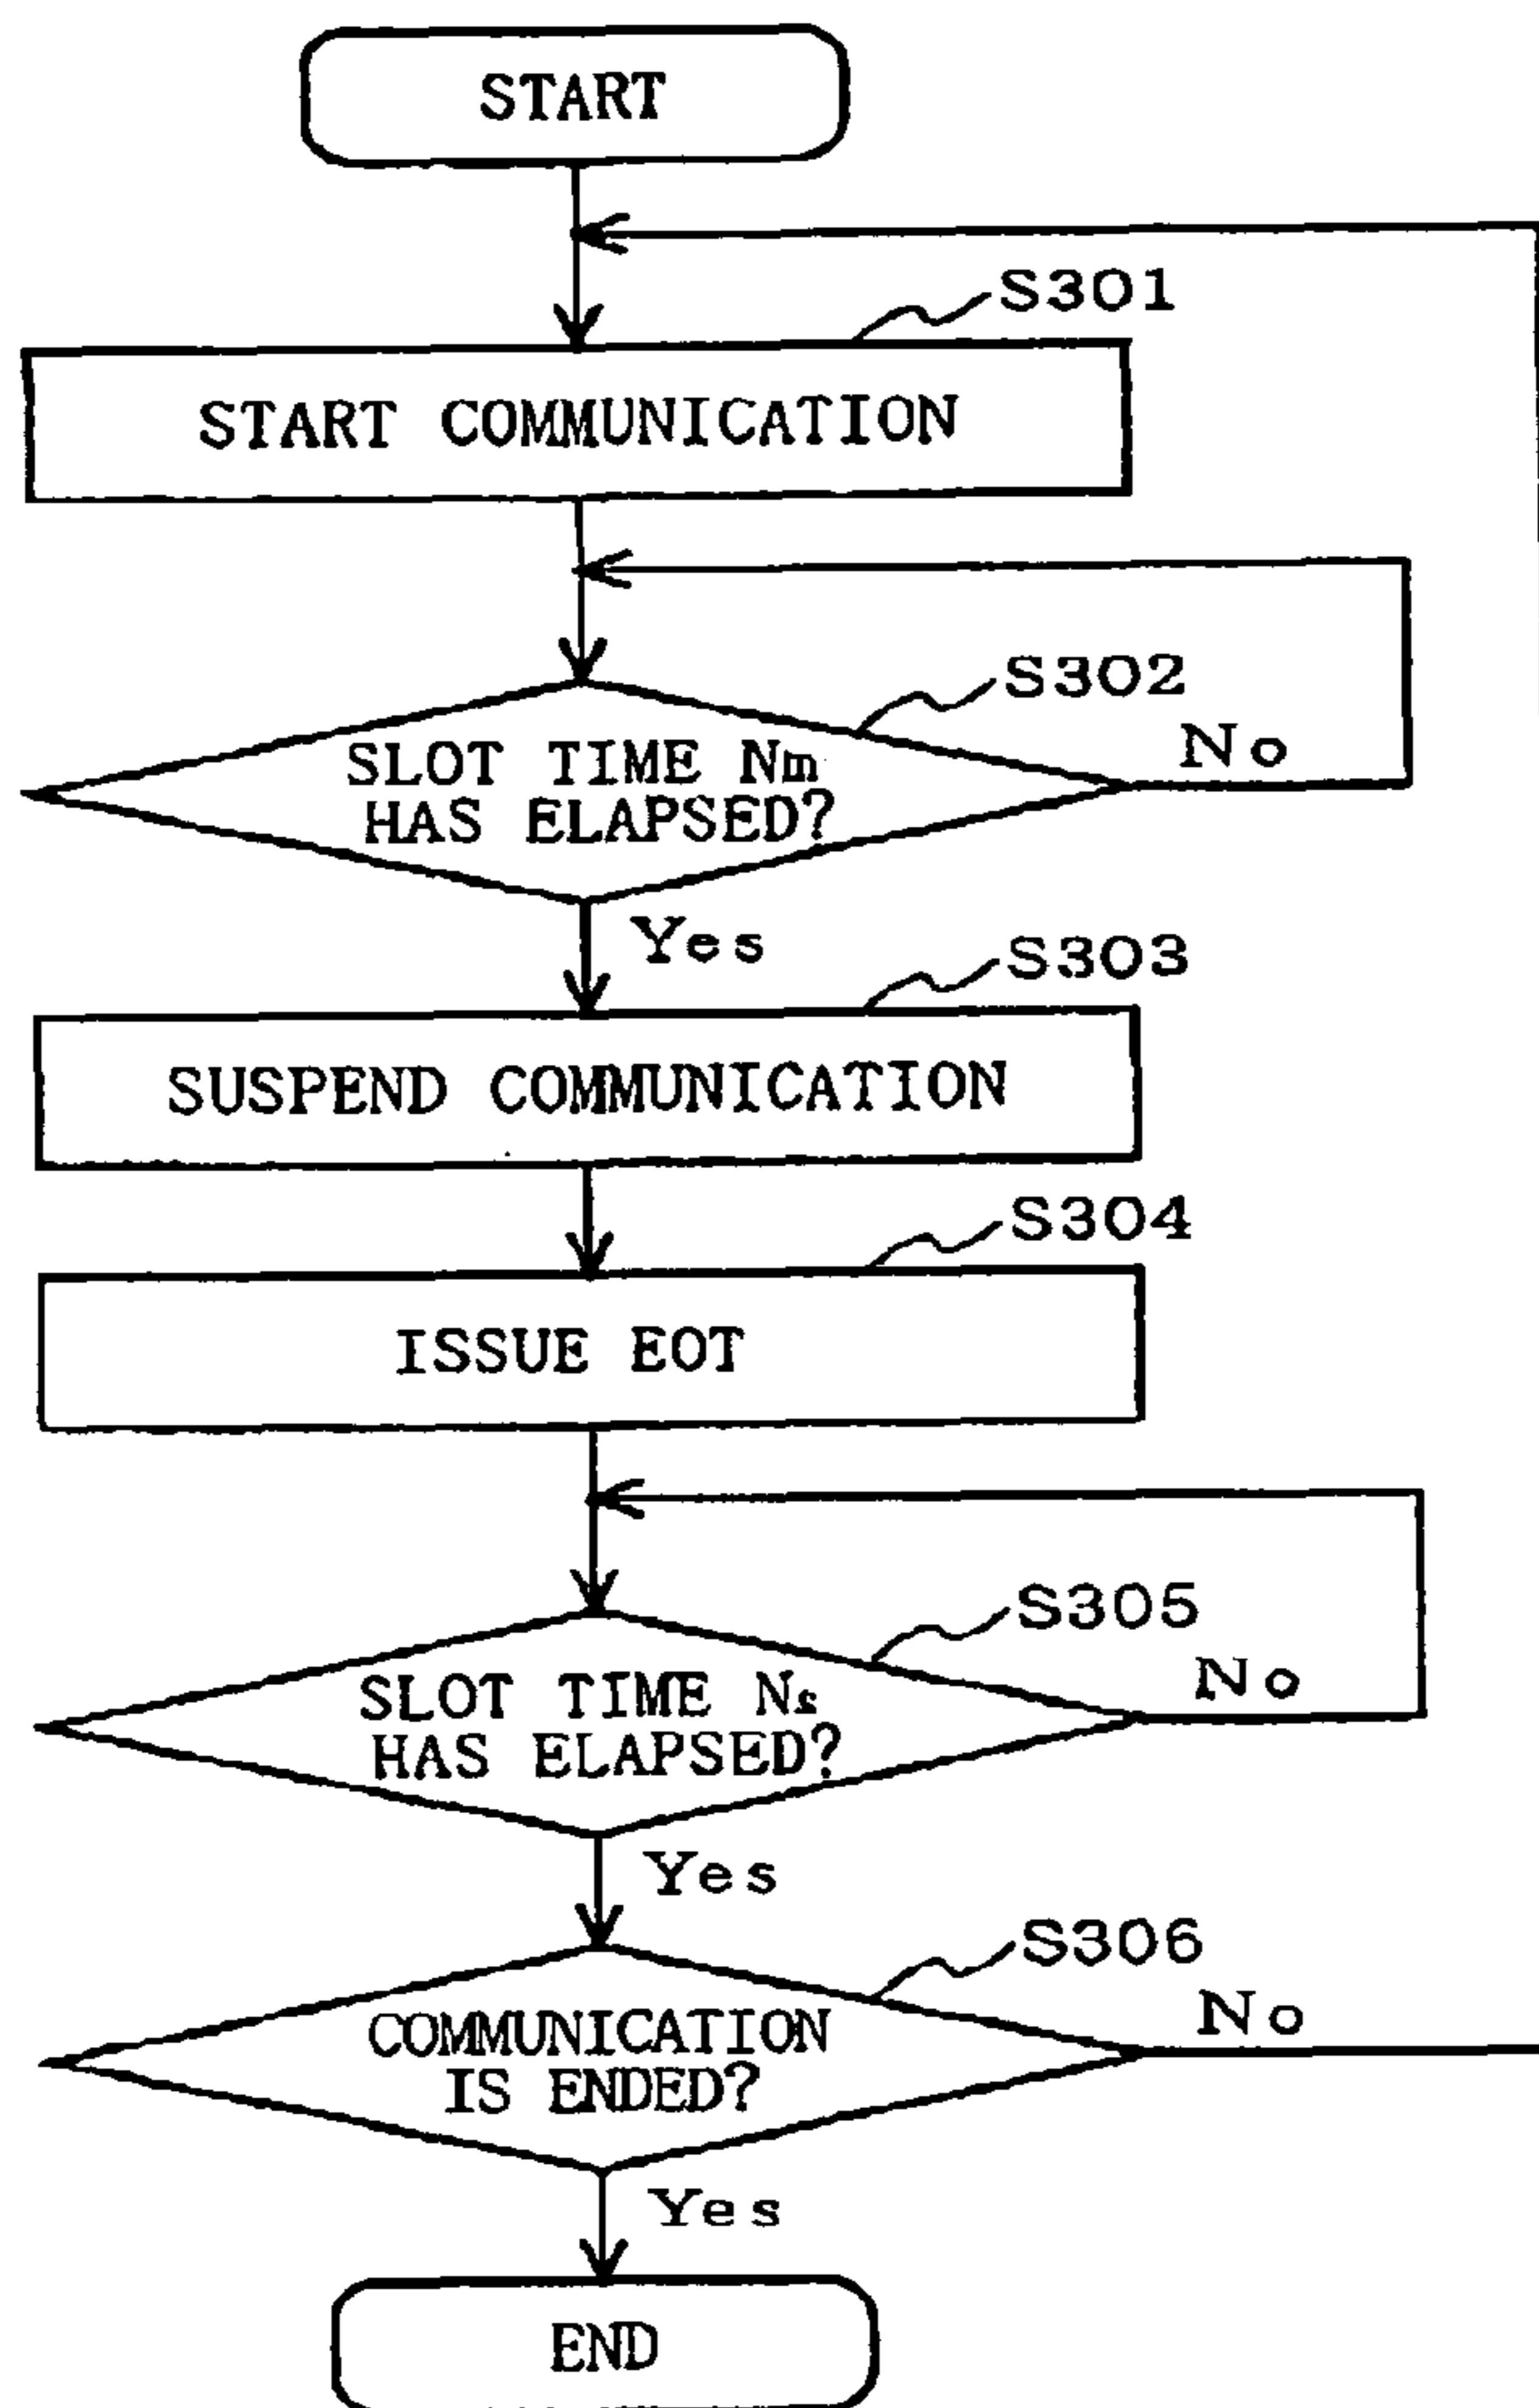 START
S301
START COMMUNICATION
S302
No
SLOT TIME Nm
HAS ELAPSED?
Yes
S303
SUSPEND COMMUNICATION
S304
ISSUE EOT
S305
No
SLOT TIME Ns
HAS ELAPSED?
Yes
S306
No
COMMUNICATION
IS ENDED?
Yes
END